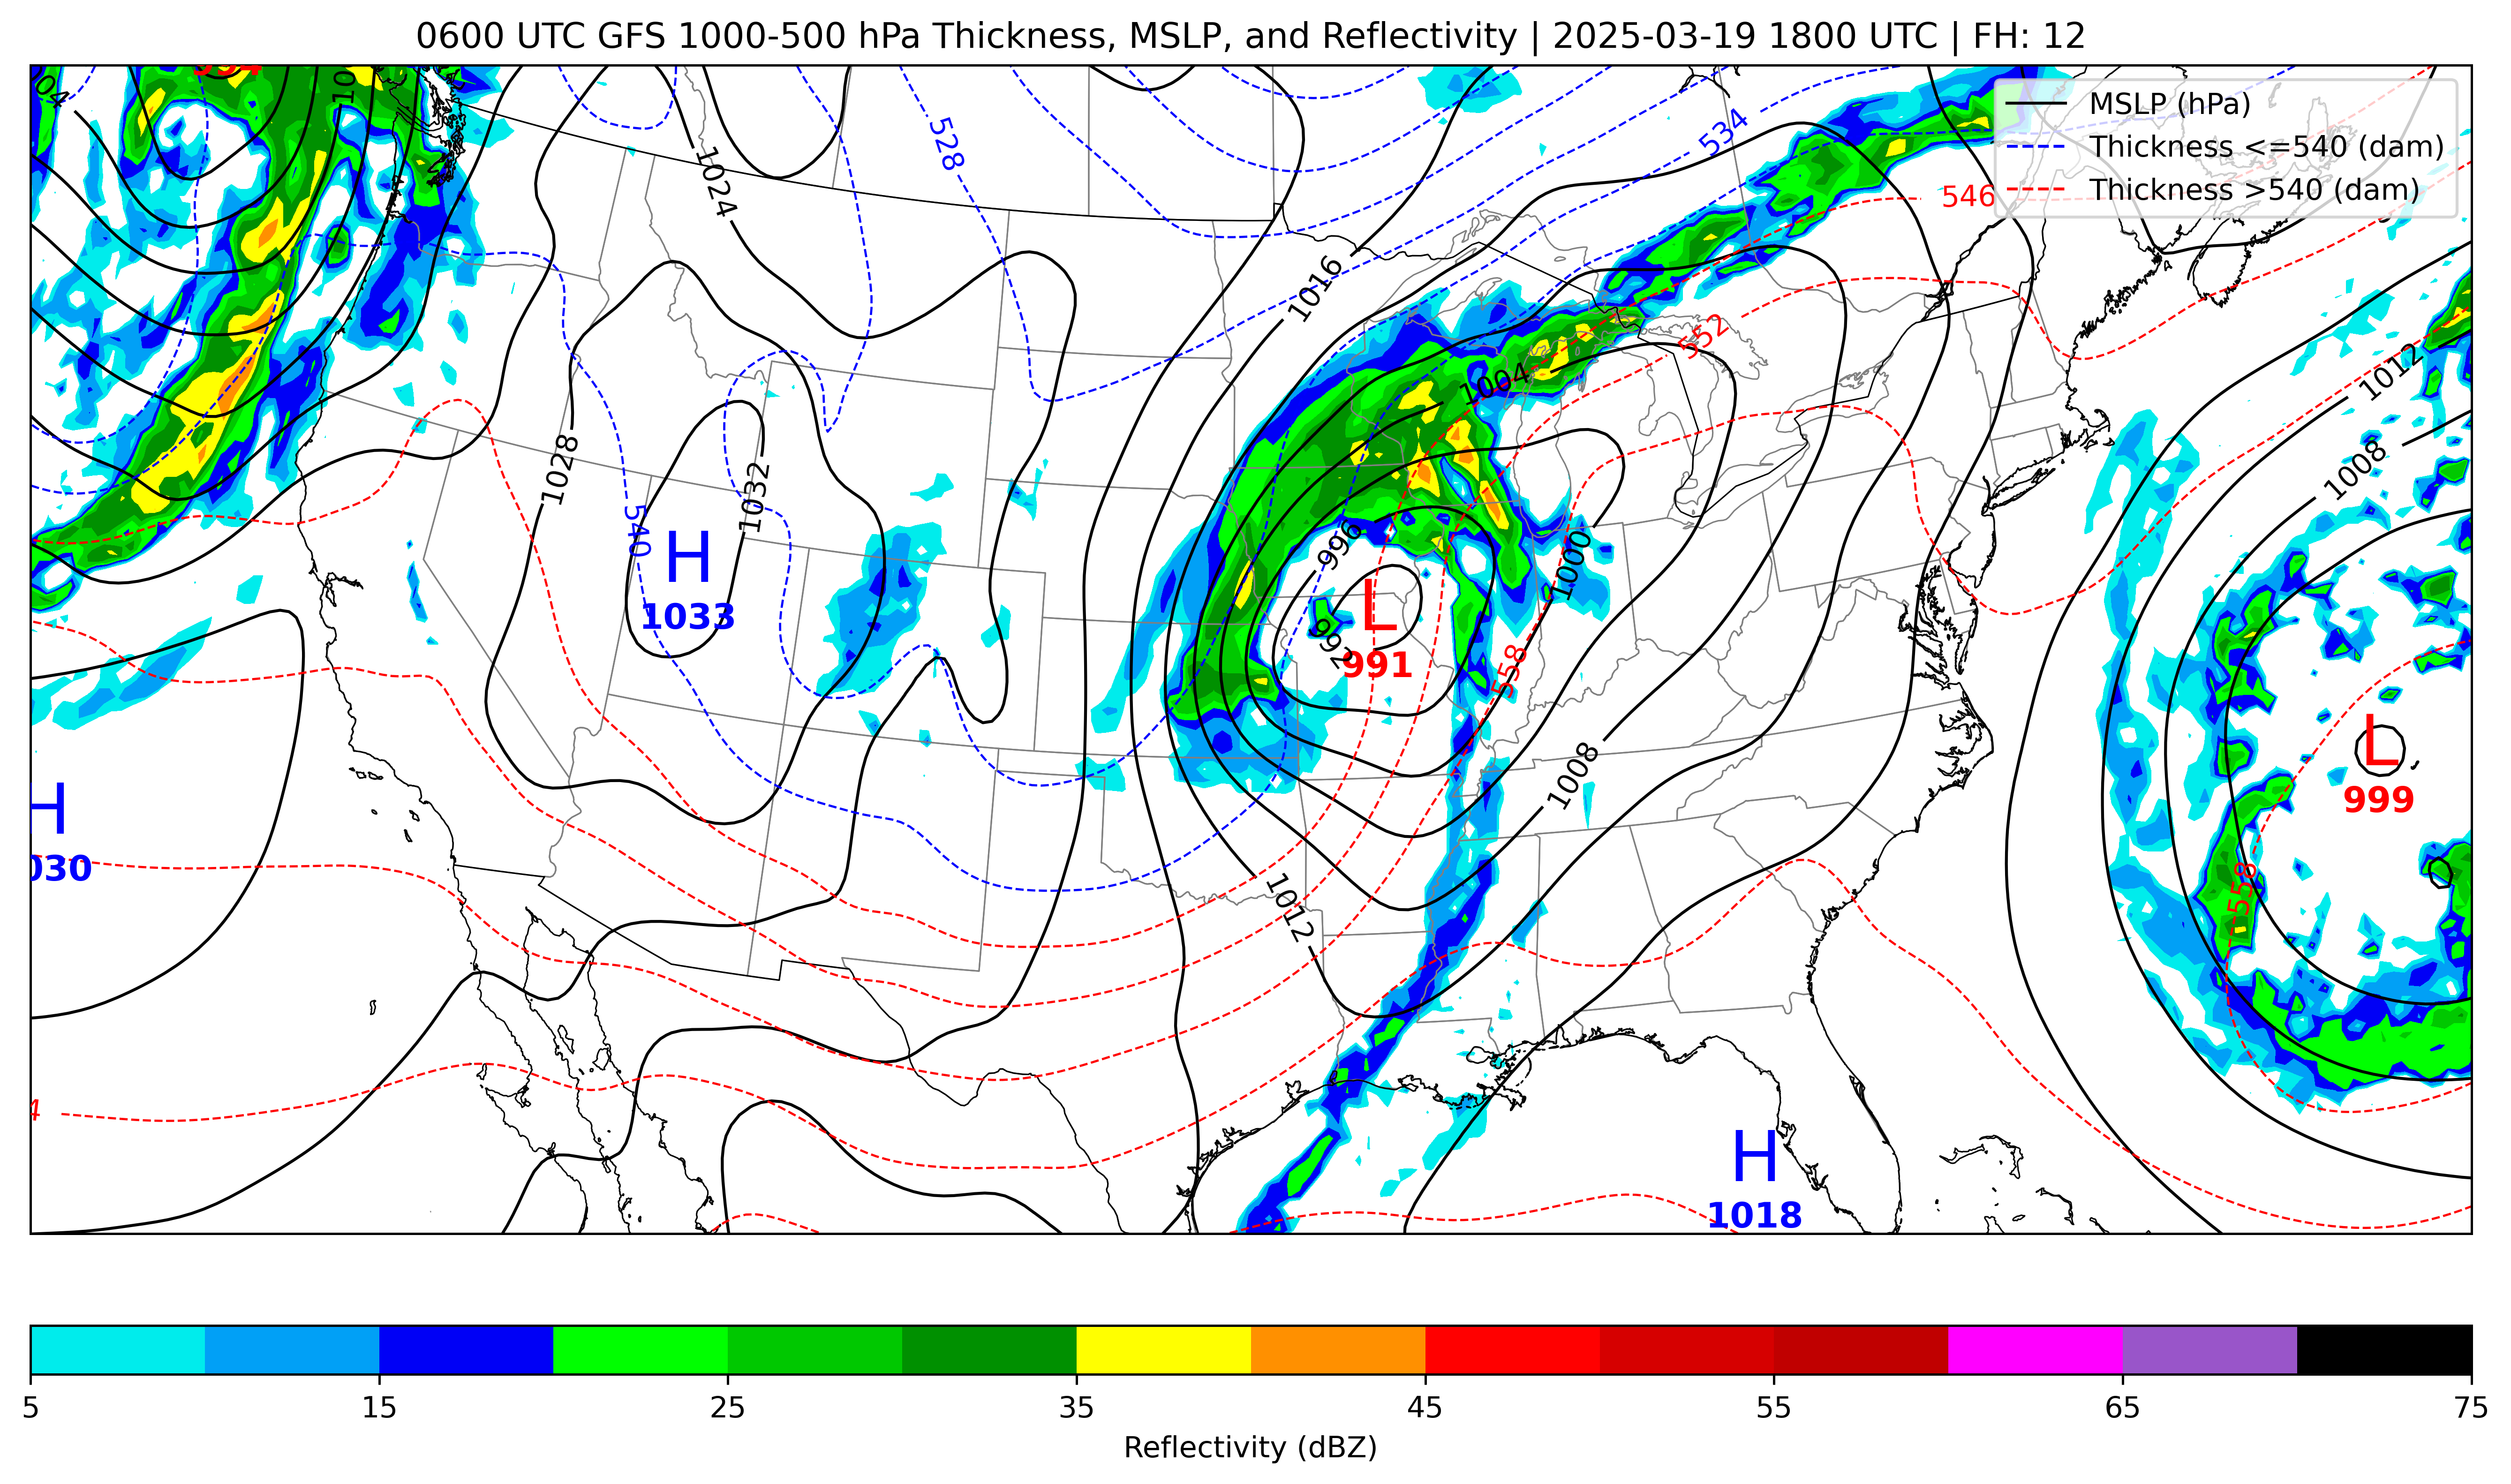 0600 UTC GFS 1000-500 hPa Thickness, MSLP, and Reflectivity | 2025-03-19 1800 UTC | FH: 12
MSLP (hPa)
Thickness <=540 (dam)
Thickness >540 (dam)
528
534
1024
546
1016
552
1012
1004
1028
1032
1008
540
H
1033
996
1000
L
991
992
558
L
999
1008
H
030
1012
558
4
H
1018
5 15 25 35 45 55 65 75
Reflectivity (dBZ)